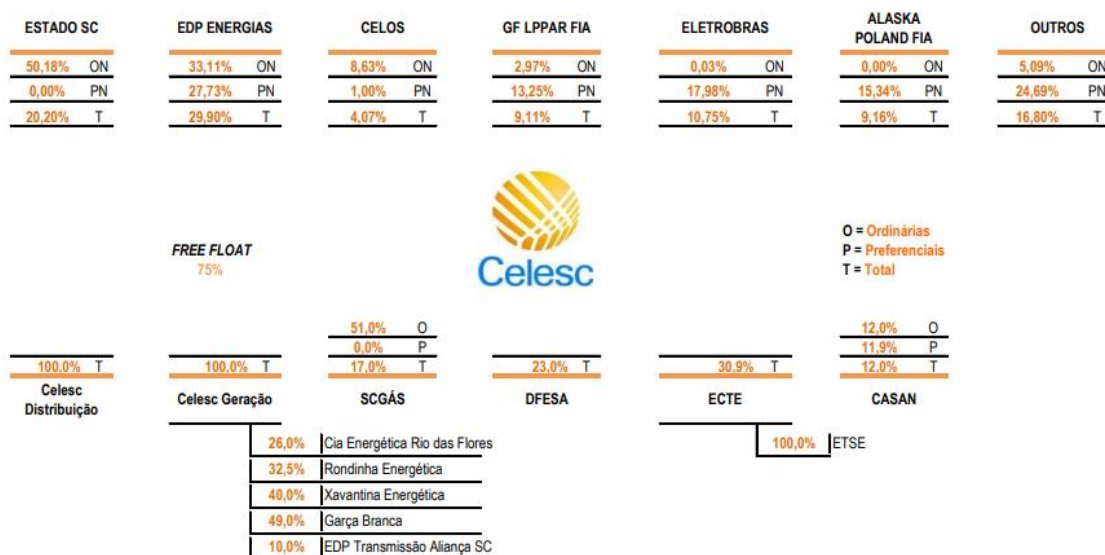 ESTADO SC EDP ENERGIAS CELOS GF LPPAR FIA ELETROBRAS ALASKA POLAND FIA OUTROS
50,18% ON 33,11% ON 8,63% ON 2,97% ON 0,03% ON 0,00% ON 5,09% ON
0,00% PN 27,73% PN 1,00% PN 13,25% PN 17,98% PN 15,34% PN 24,69% PN
20,20% T 29,90% T 4,07% T 9,11% T 10,75% T 9,16% T 16,80% T
FREE FLOAT
75%
Celesc
O = Ordinárias
P = Preferenciais
T = Total
51,0% O 12,0% O
0,0% P 11,9% P
100,0% T 100,0% T 17,0% T 23,0% T 30,9% T 12,0% T
Celesc Distribuição Celesc Geração SCGÁS DFESA ECTE CASAN
26,0% Cia Energética Rio das Flores 100,0% ETSE
32,5% Rondinha Energética
40,0% Xavantina Energética
49,0% Garça Branca
10,0% EDP Transmissão Aliança SC